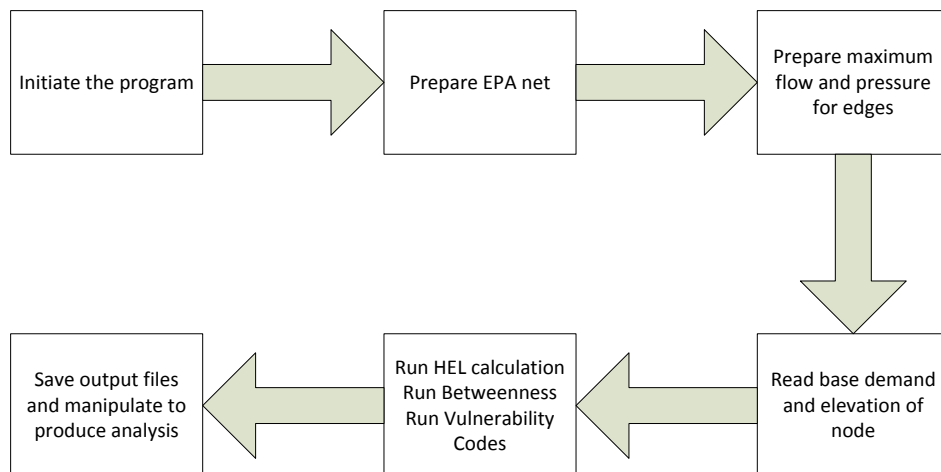 Initiate the program
Prepare EPA net
Prepare maximum
flow and pressure
for edges
Read base demand
and elevation of
node
Run HEL calculation
Run Betweenness
Run Vulnerability
Codes
Save output files
and manipulate to
produce analysis